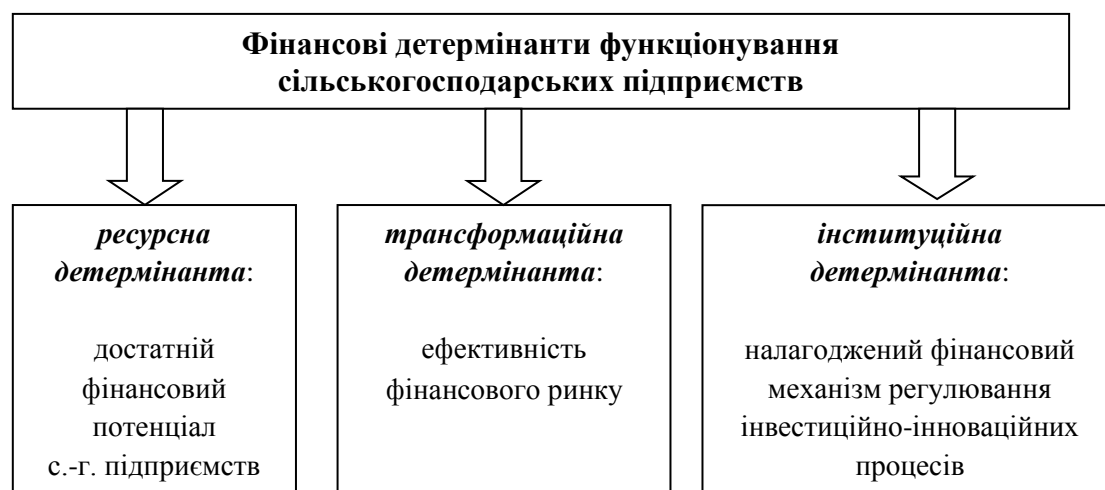 Фінансові детермінанти функціонування
сільськогосподарських підприємств
ресурсна
детермінанта:
достатній
фінансовий
потенціал
с.-г. підприємств
трансформаційна
детермінанта:
ефективність
фінансового ринку
інституційна
детермінанта:
налагоджений фінансовий
механізм регулювання
інвестиційно-інноваційних
процесів